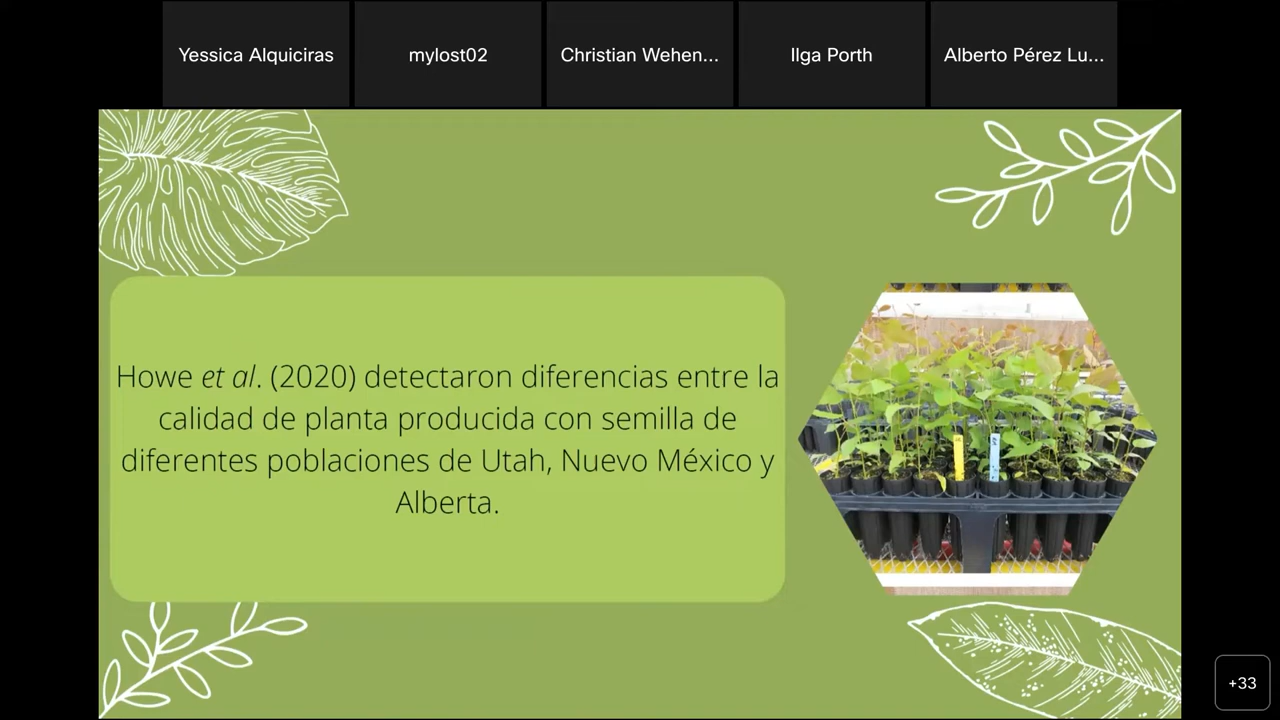 Yessica Alquiciras
mylost02
Christian Wehen...
Ilga Porth
Alberto Pérez Lu...
Howe et al. (2020) detectaron diferencias entre la
calidad de planta producida con semilla de
diferentes poblaciones de Utah, Nuevo México y
Alberta.
+33